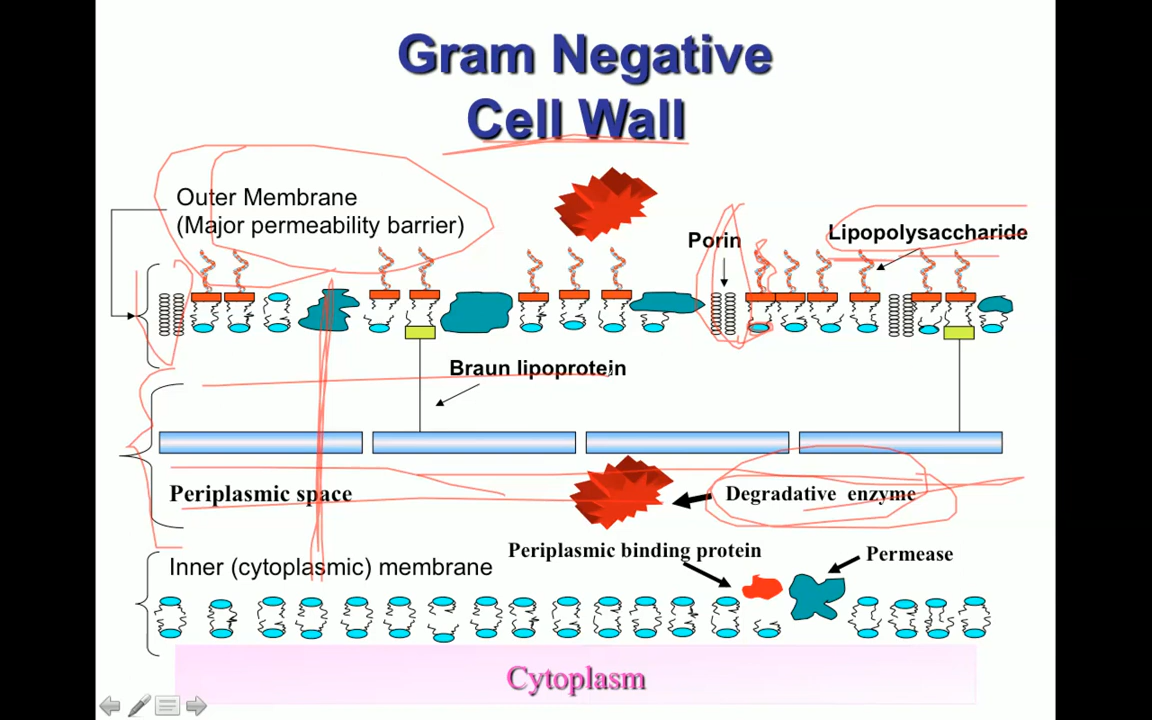 Gram Negative
Cell Wall
Outer Membrane
(Major permeability barrier)
Porin
Lipopolysaccharide
Braun lipoprotein
Periplasmic space
Degradative enzyme
Periplasmic binding protein
Permease
Inner (cytoplasmic) membrane
Cytoplasm